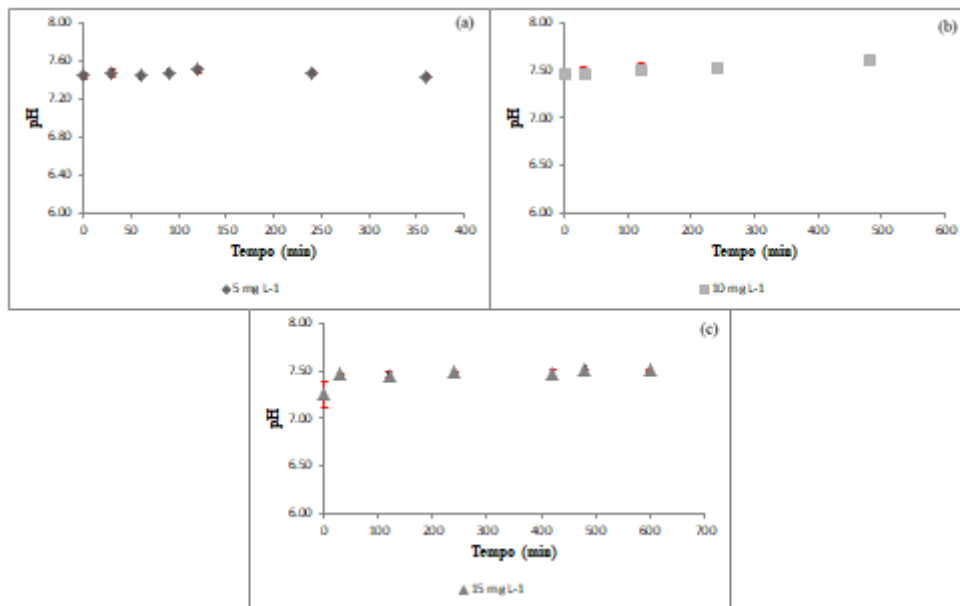 (a)
8.00
7.60
7.20
6.80
6.40
6.00
pH
0 50 100 150 200 250 300 350 400
Tempo (min)
5 mg L-1
(b)
8.00
7.50
7.00
6.50
6.00
pH
0 100 200 300 400 500 600
Tempo (min)
10 mg L-1
(c)
8.00
7.50
7.00
6.50
6.00
pH
0 100 200 300 400 500 600 700
Tempo (min)
15 mg L-1